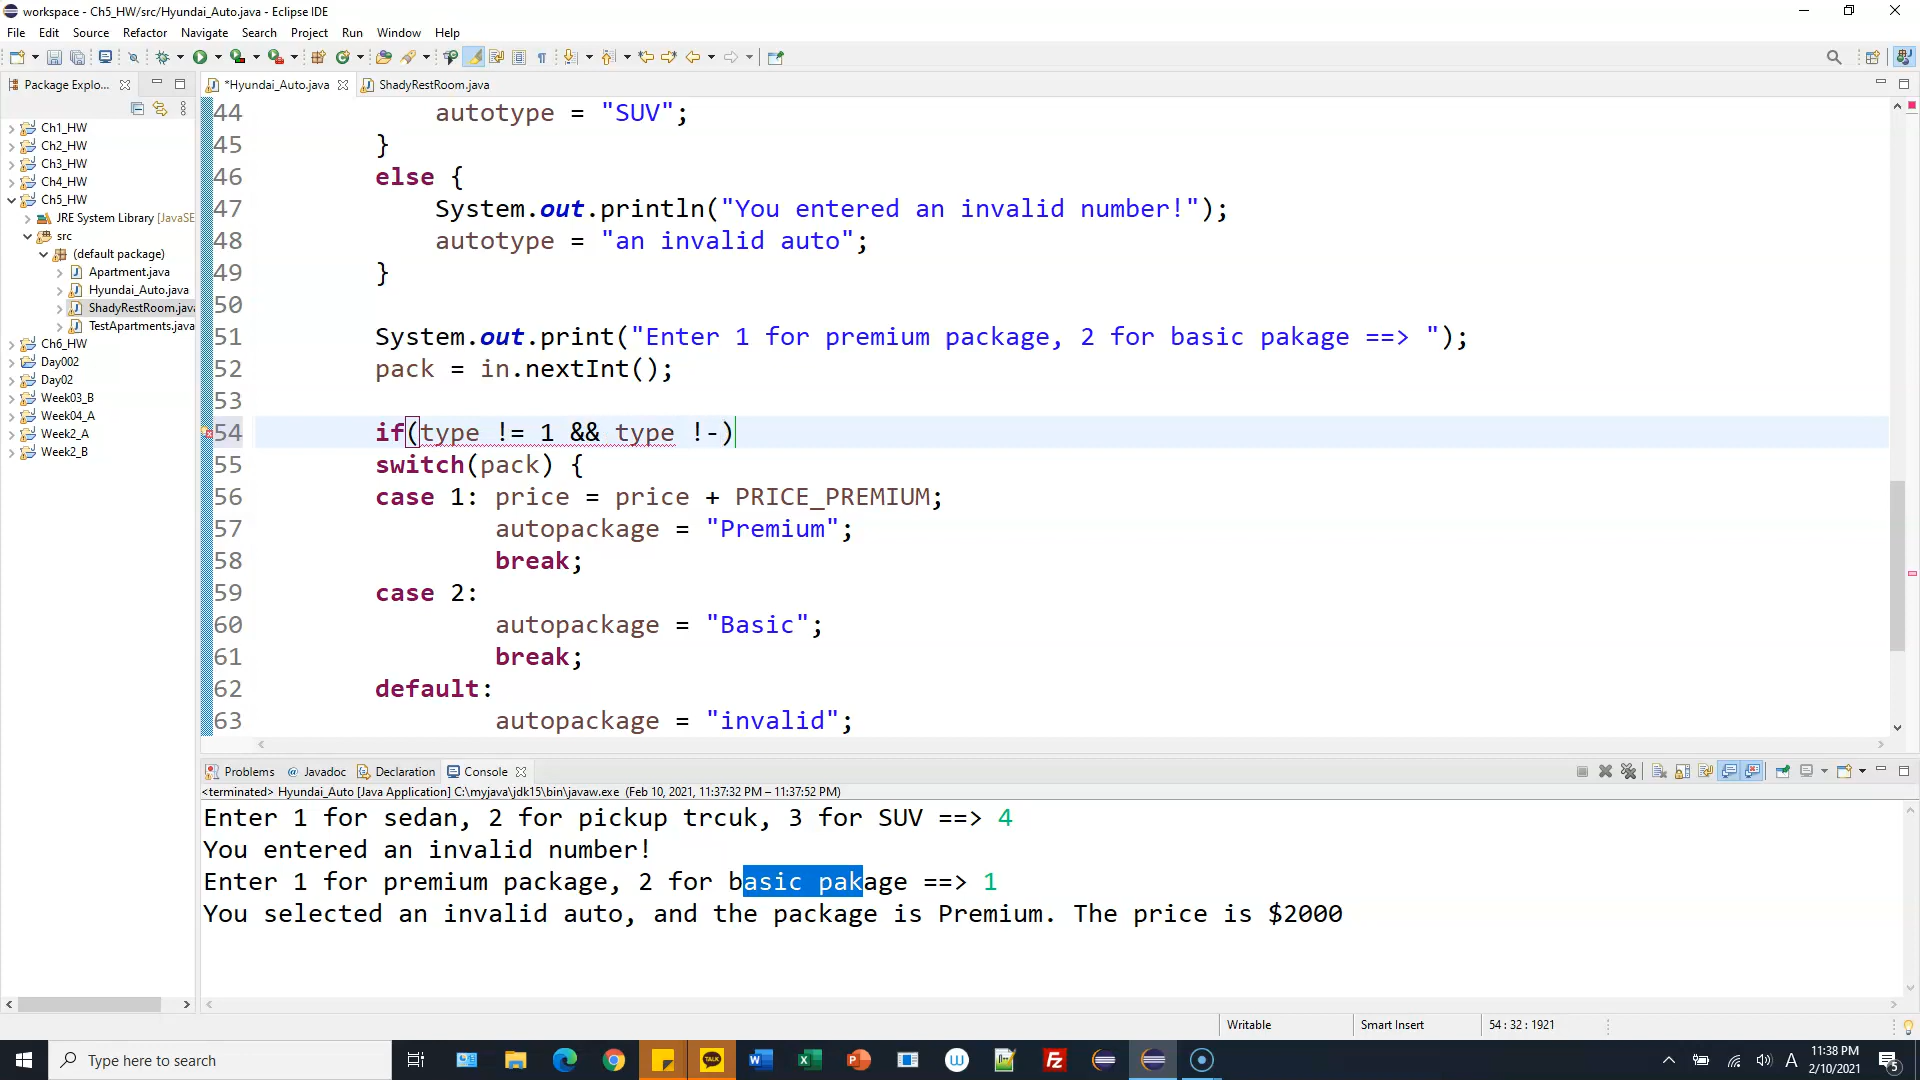 workspace - Ch5_HW/src/Hyundai_Auto.java - Eclipse IDE
File Edit Source Refactor Navigate Search Project Run Window Help
Package Explo...
*Hyundai_Auto.java
ShadyRestRoom.java
Ch1_HW
Ch2_HW
Ch3_HW
Ch4_HW
Ch5_HW
JRE System Library [JavaSE
src
(default package)
Apartment.java
Hyundai_Auto.java
ShadyRestRoom.java
TestApartments.java
Ch6_HW
Day002
Day02
Week03_B
Week04_A
Week2_A
Week2_B
44 autotype = "SUV";
45 }
46 else {
47 System.out.println("You entered an invalid number!");
48 autotype = "an invalid auto";
49 }
50
51 System.out.print("Enter 1 for premium package, 2 for basic pakage ==> ");
52 pack = in.nextInt();
53
54 if(type != 1 && type !-)
55 switch(pack) {
56 case 1: price = price + PRICE_PREMIUM;
57 autopackage = "Premium";
58 break;
59 case 2:
60 autopackage = "Basic";
61 break;
62 default:
63 autopackage = "invalid";
Problems @ Javadoc Declaration Console
<terminated> Hyundai_Auto [Java Application] C:\myjava\jdk15\bin\javaw.exe (Feb 10, 2021, 11:37:32 PM – 11:37:52 PM)
Enter 1 for sedan, 2 for pickup trcuk, 3 for SUV ==> 4
You entered an invalid number!
Enter 1 for premium package, 2 for basic pakage ==> 1
You selected an invalid auto, and the package is Premium. The price is $2000
Writable Smart Insert 54 : 32 : 1921
Type here to search
TALK
A
11:38 PM
2/10/2021
5